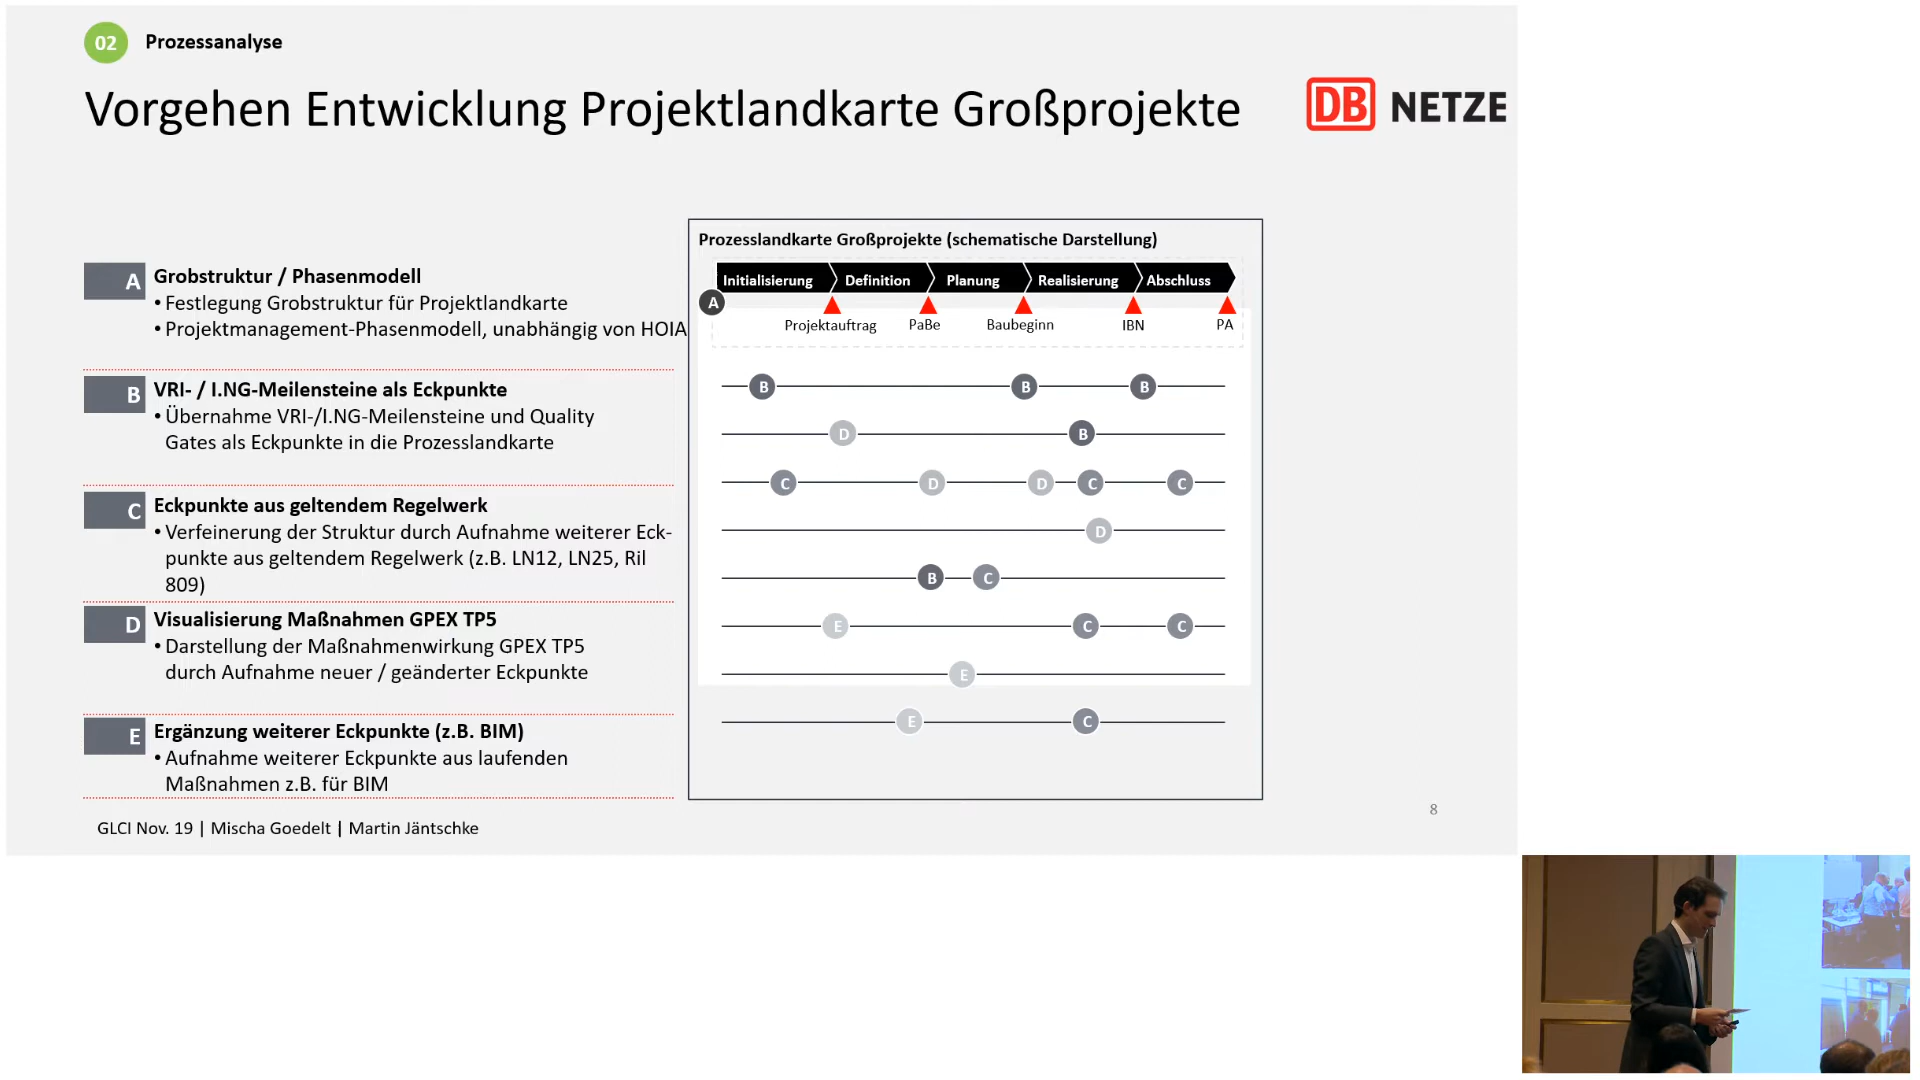 02 Prozessanalyse
Vorgehen Entwicklung Projektlandkarte Großprojekte
DB NETZE
A Grobstruktur / Phasenmodell
• Festlegung Grobstruktur für Projektlandkarte
• Projektmanagement-Phasenmodell, unabhängig von HOIA
B VRI- / I.NG-Meilensteine als Eckpunkte
• Übernahme VRI-/I.NG-Meilensteine und Quality
Gates als Eckpunkte in die Prozesslandkarte
C Eckpunkte aus geltendem Regelwerk
• Verfeinerung der Struktur durch Aufnahme weiterer Eck-
punkte aus geltendem Regelwerk (z.B. LN12, LN25, Ril
809)
D Visualisierung Maßnahmen GPEX TP5
• Darstellung der Maßnahmenwirkung GPEX TP5
durch Aufnahme neuer / geänderter Eckpunkte
E Ergänzung weiterer Eckpunkte (z.B. BIM)
• Aufnahme weiterer Eckpunkte aus laufenden
Maßnahmen z.B. für BIM
Prozesslandkarte Großprojekte (schematische Darstellung)
Initialisierung Definition Planung Realisierung Abschluss
A
Projektauftrag PaBe Baubeginn IBN PA
B B B
D B
C D D C C
D
B C
E C C
E
E C
GLCI Nov. 19 | Mischa Goedelt | Martin Jäntschke
8